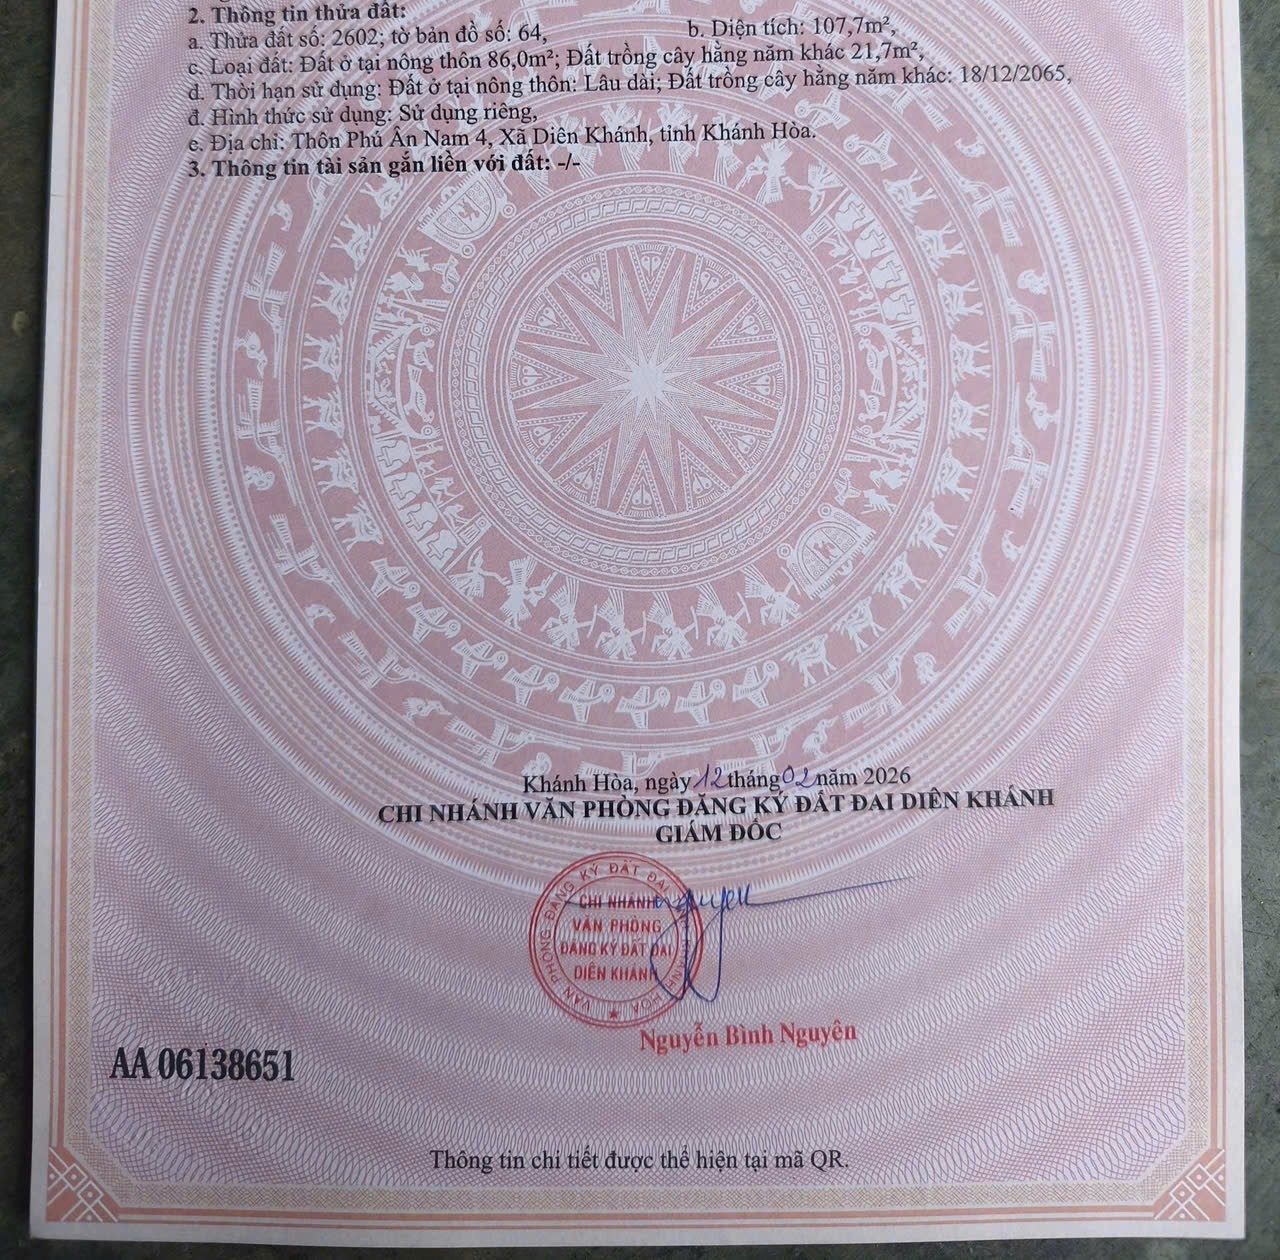 2. Thông tin thửa đất:
a. Thửa đất số: 2602; tờ bản đồ số: 64, b. Diện tích: 107,7m²,
c. Loại đất: Đất ở tại nông thôn 86,0m²; Đất trồng cây hằng năm khác 21,7m²,
d. Thời hạn sử dụng: Đất ở tại nông thôn: Lâu dài; Đất trồng cây hằng năm khác: 18/12/2065,
đ. Hình thức sử dụng: Sử dụng riêng,
e. Địa chỉ: Thôn Phú Ân Nam 4, Xã Diên Khánh, tỉnh Khánh Hòa.
3. Thông tin tài sản gắn liền với đất: -/-
Khánh Hòa, ngày 12 tháng 02 năm 2026
CHI NHÁNH VĂN PHÒNG ĐĂNG KÝ ĐẤT ĐAI DIÊN KHÁNH
GIÁM ĐỐC
VĂN PHÒNG ĐĂNG KÝ ĐẤT ĐAI
CHI NHÁNH
VĂN PHÒNG
ĐĂNG KÝ ĐẤT ĐAI
DIÊN KHÁNH
Nguyễn Bình Nguyên
AA 06138651
Thông tin chi tiết được thể hiện tại mã QR.